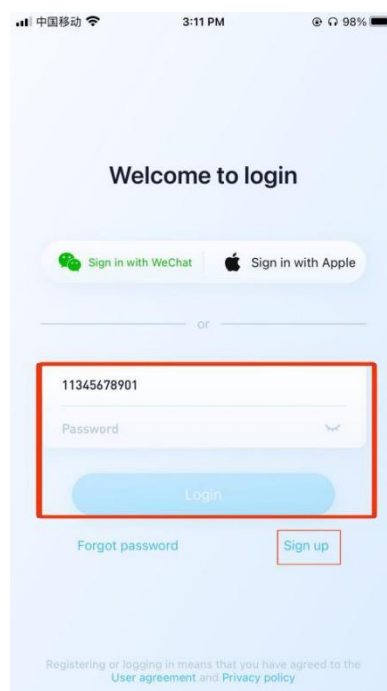 中国移动 3:11 PM 98%
Welcome to login
Sign in with WeChat Sign in with Apple
or
11345678901
Password
Login
Forgot password Sign up
Registering or logging in means that you have agreed to the
User agreement and Privacy policy